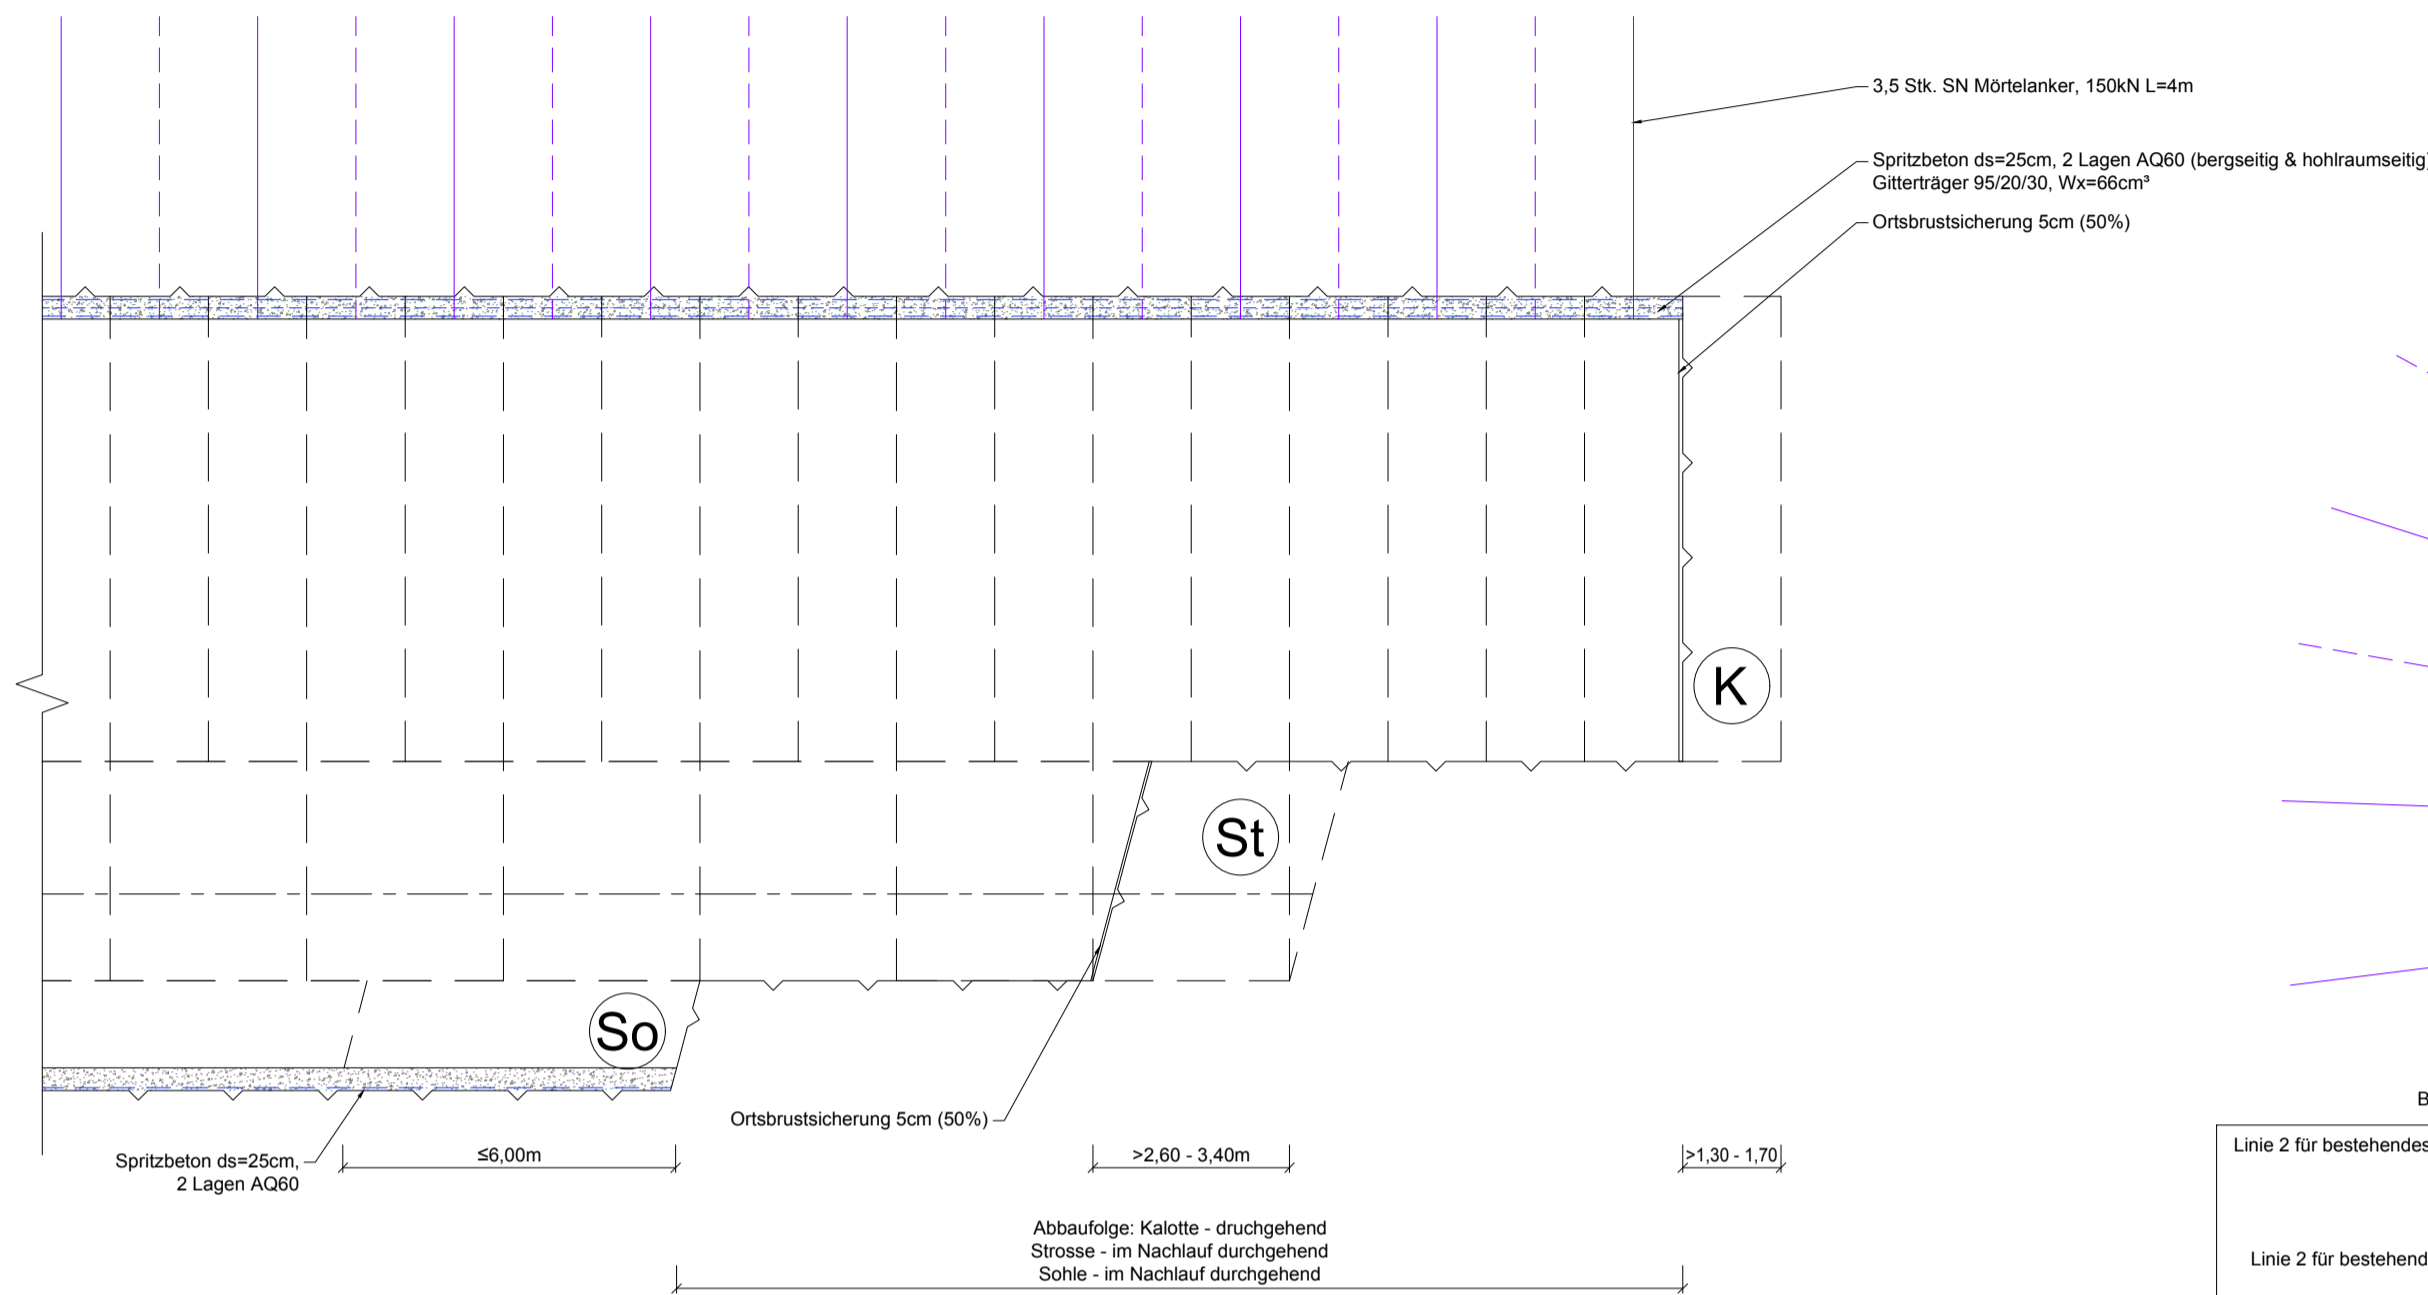 3,5 Stk. SN Mörtelanker, 150kN L=4m
Spritzbeton ds=25cm, 2 Lagen AQ60 (bergseitig & hohlraumseitig)
Gitterträger 95/20/30, Wx=66cm³
Ortsbrustsicherung 5cm (50%)
K
St
So
Ortsbrustsicherung 5cm (50%)
Spritzbeton ds=25cm,
2 Lagen AQ60
≤6,00m
>2,60 - 3,40m
>1,30 - 1,70
Abbaufolge: Kalotte - druchgehend
Strosse - im Nachlauf durchgehend
Sohle - im Nachlauf durchgehend
B
Linie 2 für bestehendes
Linie 2 für bestehend